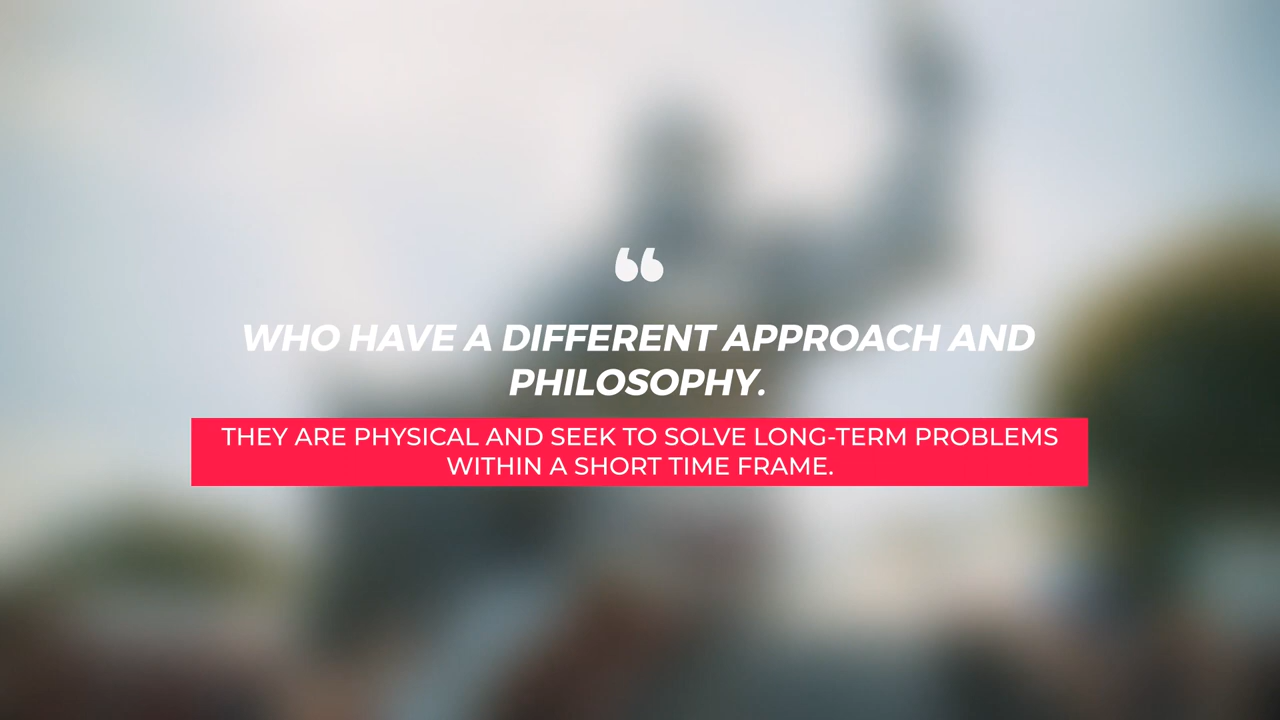 ❝
WHO HAVE A DIFFERENT APPROACH AND
PHILOSOPHY.
THEY ARE PHYSICAL AND SEEK TO SOLVE LONG-TERM PROBLEMS
WITHIN A SHORT TIME FRAME.